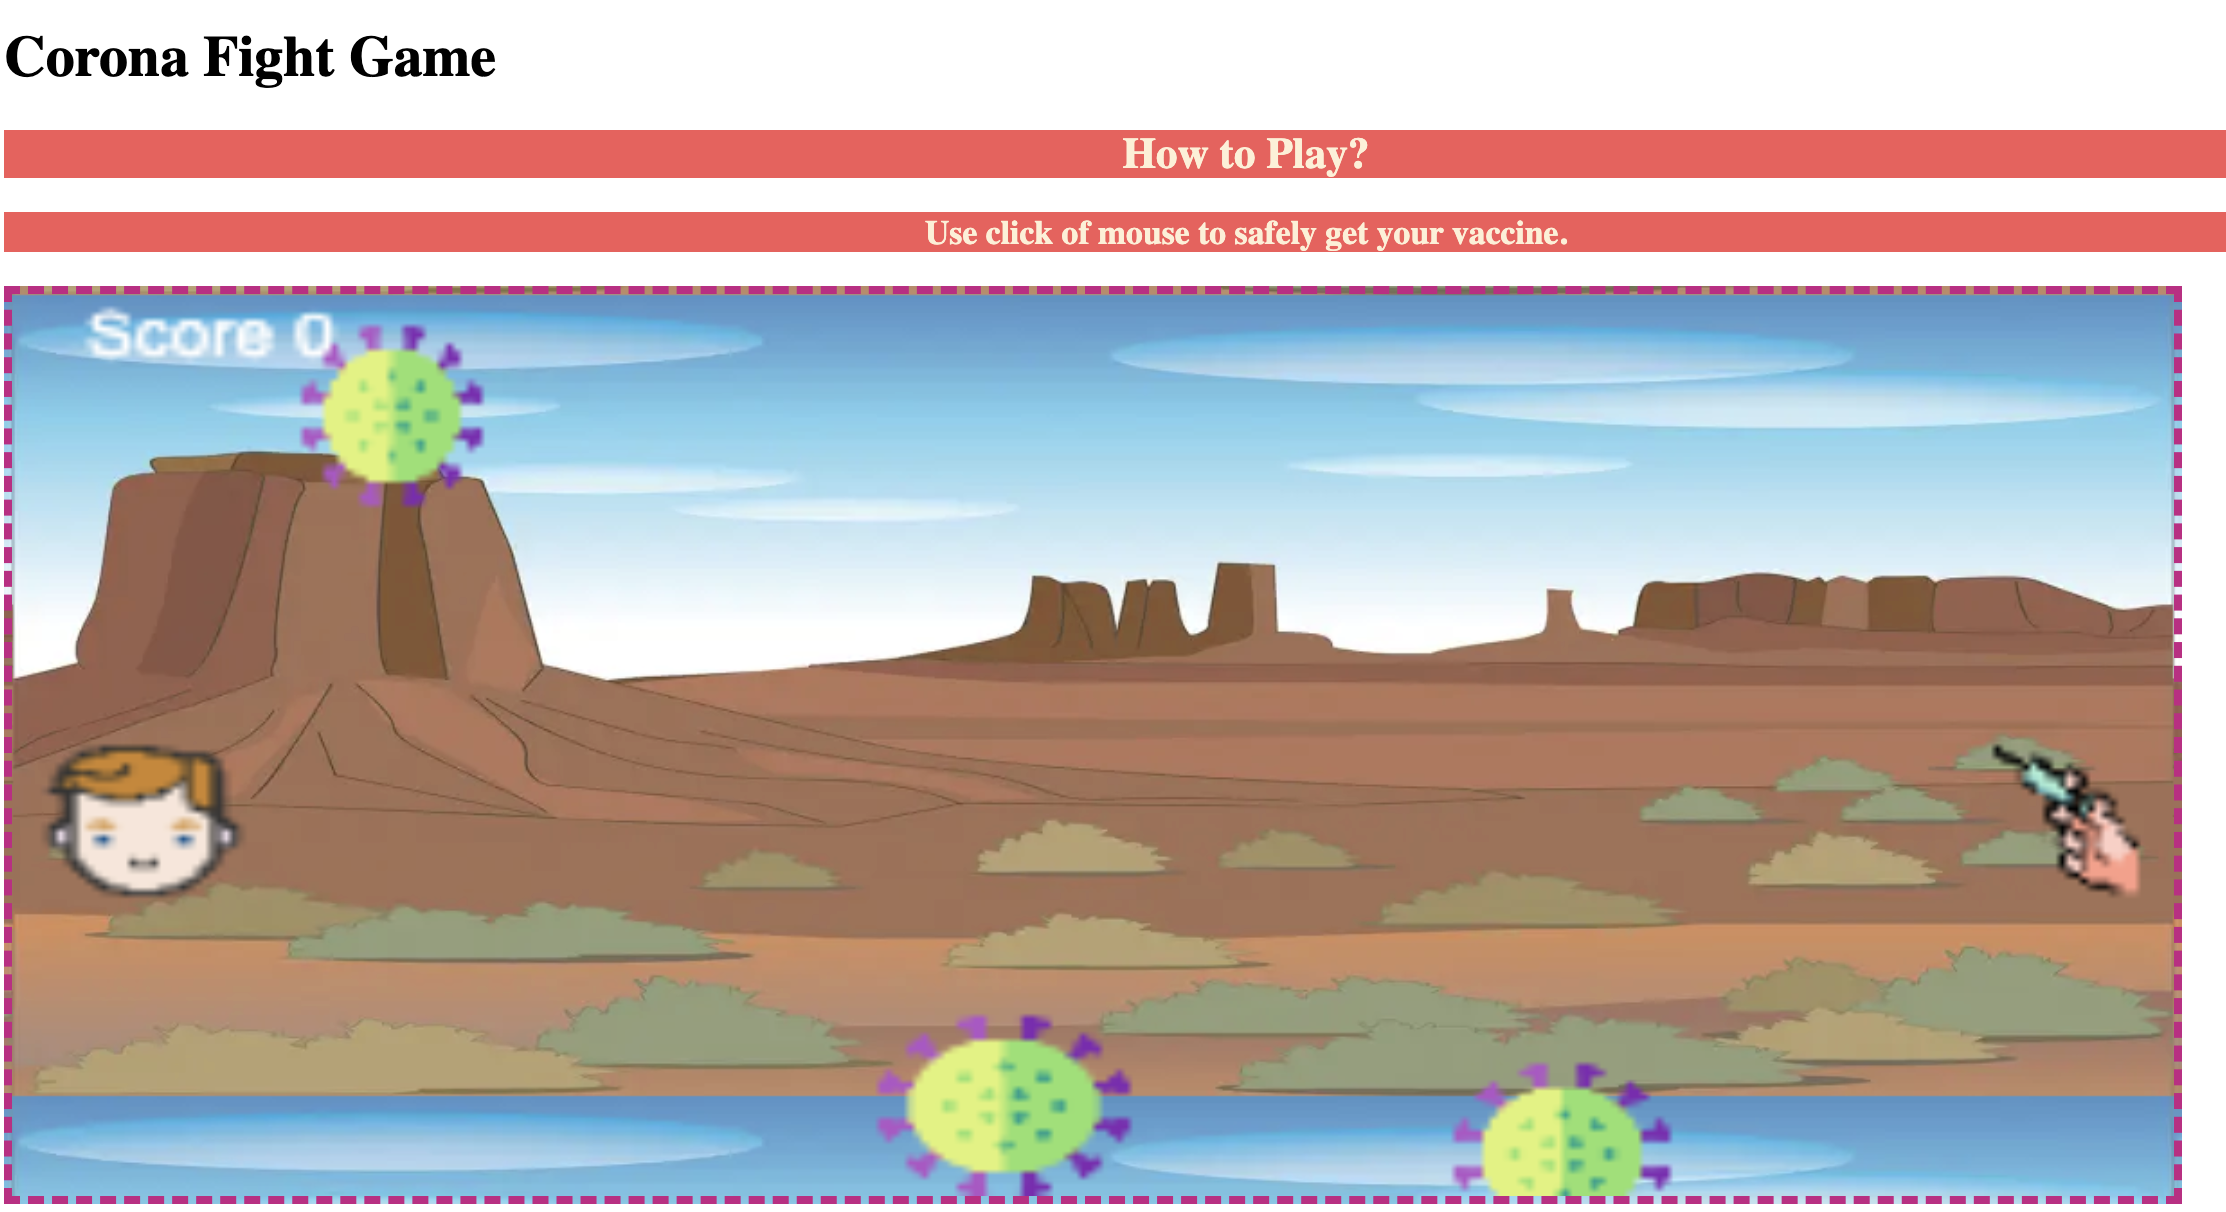 Corona Fight Game
How to Play?
Use click of mouse to safely get your vaccine.
Score 0